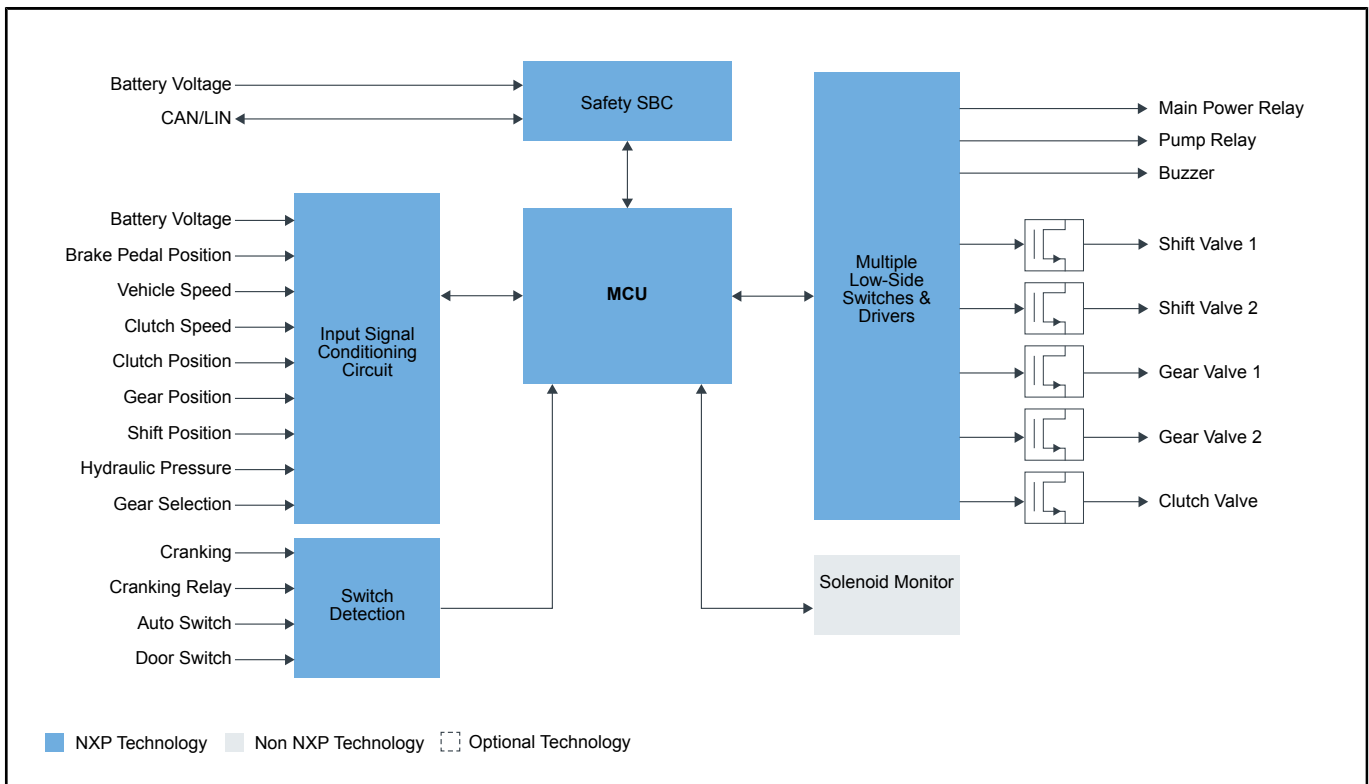 Battery Voltage
CAN/LIN
Safety SBC
Battery Voltage
Brake Pedal Position
Vehicle Speed
Clutch Speed
Clutch Position
Gear Position
Shift Position
Hydraulic Pressure
Gear Selection
Input Signal
Conditioning
Circuit
Cranking
Cranking Relay
Auto Switch
Door Switch
Switch
Detection
MCU
Multiple
Low-Side
Switches &
Drivers
Solenoid Monitor
Main Power Relay
Pump Relay
Buzzer
Shift Valve 1
Shift Valve 2
Gear Valve 1
Gear Valve 2
Clutch Valve
NXP Technology
Non NXP Technology
Optional Technology